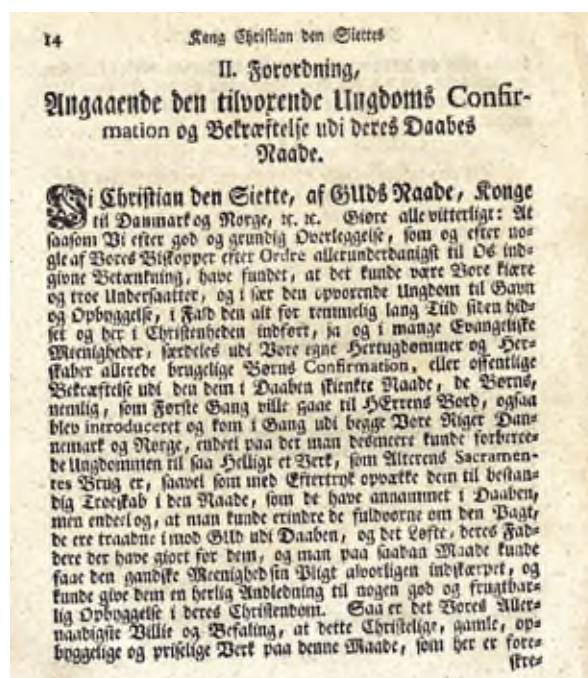 14 Kong Christian den Siettes
II. Forordning,
Angaaende den tilvoxende Ungdoms Confir-
mation og Bekræftelse udi deres Daabes
Naade.
Vi Christian den Siette, af GUds Naade, Konge
til Danmark og Norge, ꝛc. ꝛc. Giøre alle vitterligt: At
saasom Vi efter god og grundig Overleggelse, som og efter no-
gle af Vores Biskopper efter Ordre allerunderdanigst til Os ind-
givne Betænkning, have fundet, at det kunde være Vore kiære
og troe Undersaatter, og i sær den opvoxende Ungdom til Gavn
og Opbyggelse, i Fald den alt for temmelig lang Tiid siden hid-
set og her i Christenheden indført, ja og i mange Evangeliske
Meenigheder, særdeles udi Vore egne Hertugdommer og Her-
skaber allerede brugelige Børns Confirmation, eller offentlige
Bekræftelse udi den dem i Daaben skienkte Naade, de Børns,
nemlig, som Første Gang ville gaae til HErrens Bord, ogsaa
blev introduceret og kom i Gang udi begge Vore Riger Dan-
nemark og Norge, endeel paa det man desmeere kunde forberee-
de Ungdommen til saa Helligt et Verk, som Alterens Sacramen-
tes Brug er, saavel som med Eftertryk opvække dem til bestan-
dig Troeskab i den Naade, som de have annammet i Daaben,
men endeel og, at man kunde erindre de fuldvorne om den Pagt,
de ere traadne i mod GUd udi Daaben, og det Løfte, deres Fad-
dere der have giort for dem, og man paa saadan Maade kunde
faae den gandske Meenighed sin Pligt alvorligen indskærpet, og
kunde give dem en herlig Andledning til nogen god og frugtbar-
lig Opbyggelse i deres Christendom. Saa er det Vores Aller-
naadigste Villie og Befaling, at dette Christelige, gamle, op-
byggelige og priselige Verk paa denne Maade, som her er fore-
skre-